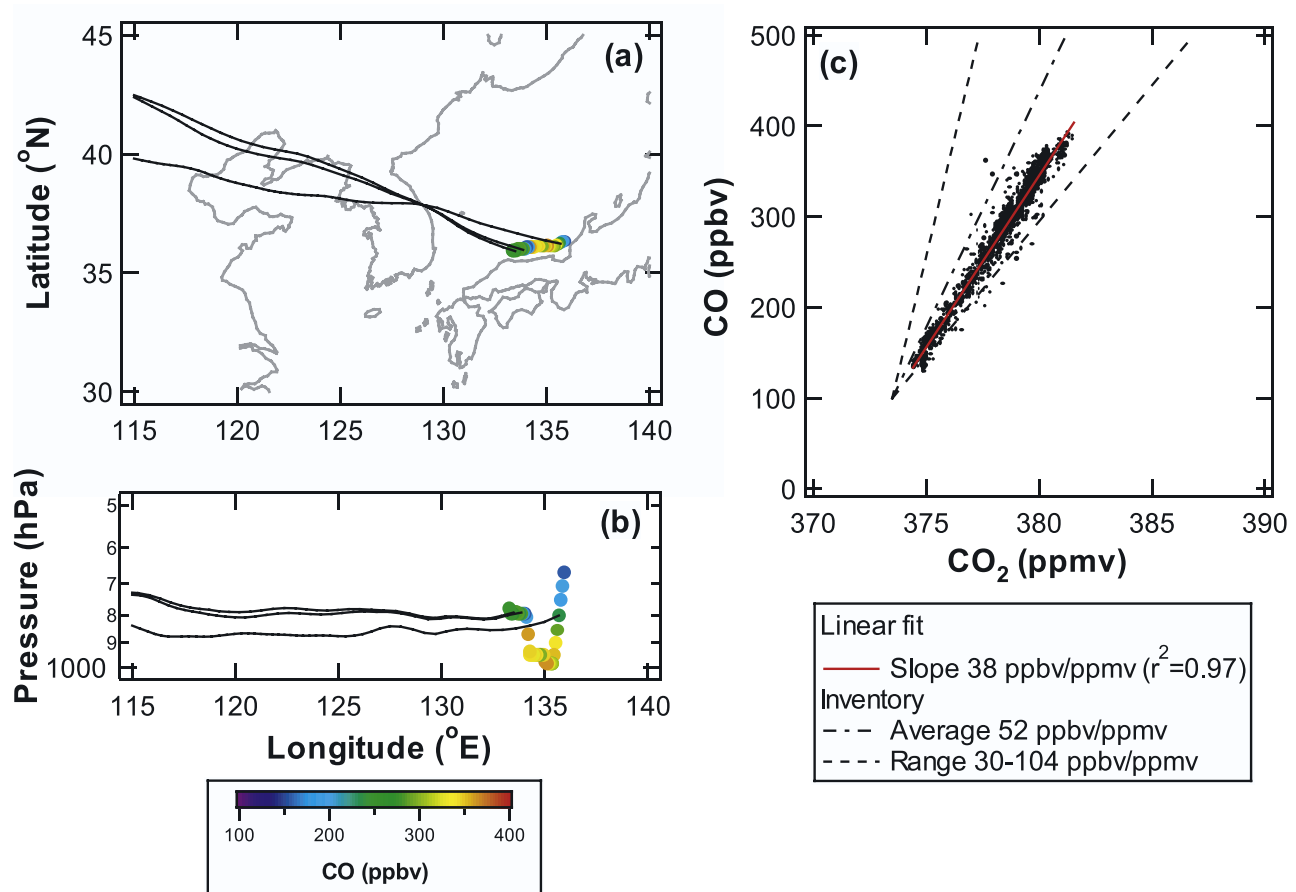 (a)
Latitude (°N)
45
40
35
30
115 120 125 130 135 140
(b)
Pressure (hPa)
5
6
7
8
9
1000
115 120 125 130 135 140
Longitude (°E)
100 200 300 400
CO (ppbv)
(c)
CO (ppbv)
500
400
300
200
100
0
370 375 380 385 390
CO₂ (ppmv)
Linear fit
Slope 38 ppbv/ppmv (r²=0.97)
Inventory
Average 52 ppbv/ppmv
Range 30-104 ppbv/ppmv